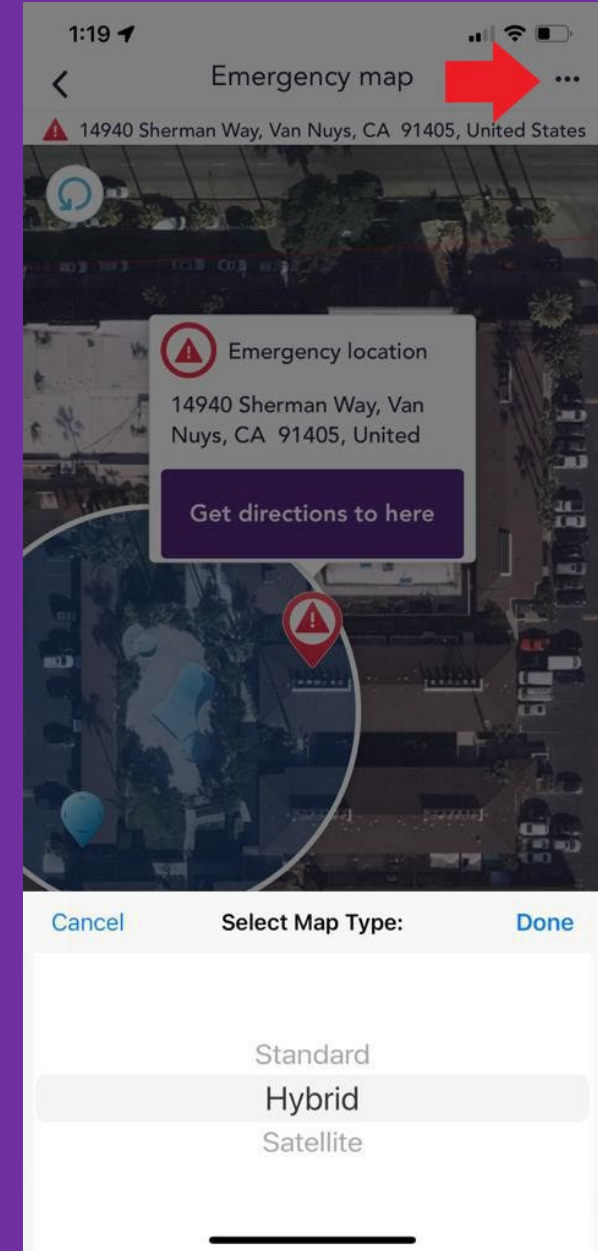 1:19
Emergency map
14940 Sherman Way, Van Nuys, CA 91405, United States
Emergency location
14940 Sherman Way, Van
Nuys, CA 91405, United
Get directions to here
Cancel Select Map Type: Done
Standard
Hybrid
Satellite